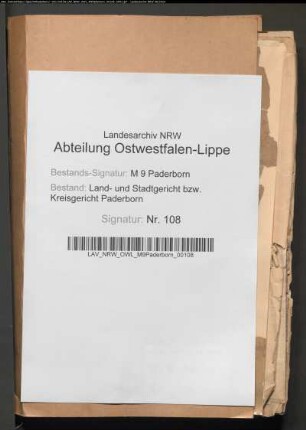 Landesarchiv NRW
Abteilung Ostwestfalen-Lippe
Bestands-Signatur: M 9 Paderborn
Bestand: Land- und Stadtgericht bzw.
Kreisgericht Paderborn
Signatur: Nr. 108
LAV_NRW_OWL_M9Paderborn_00108